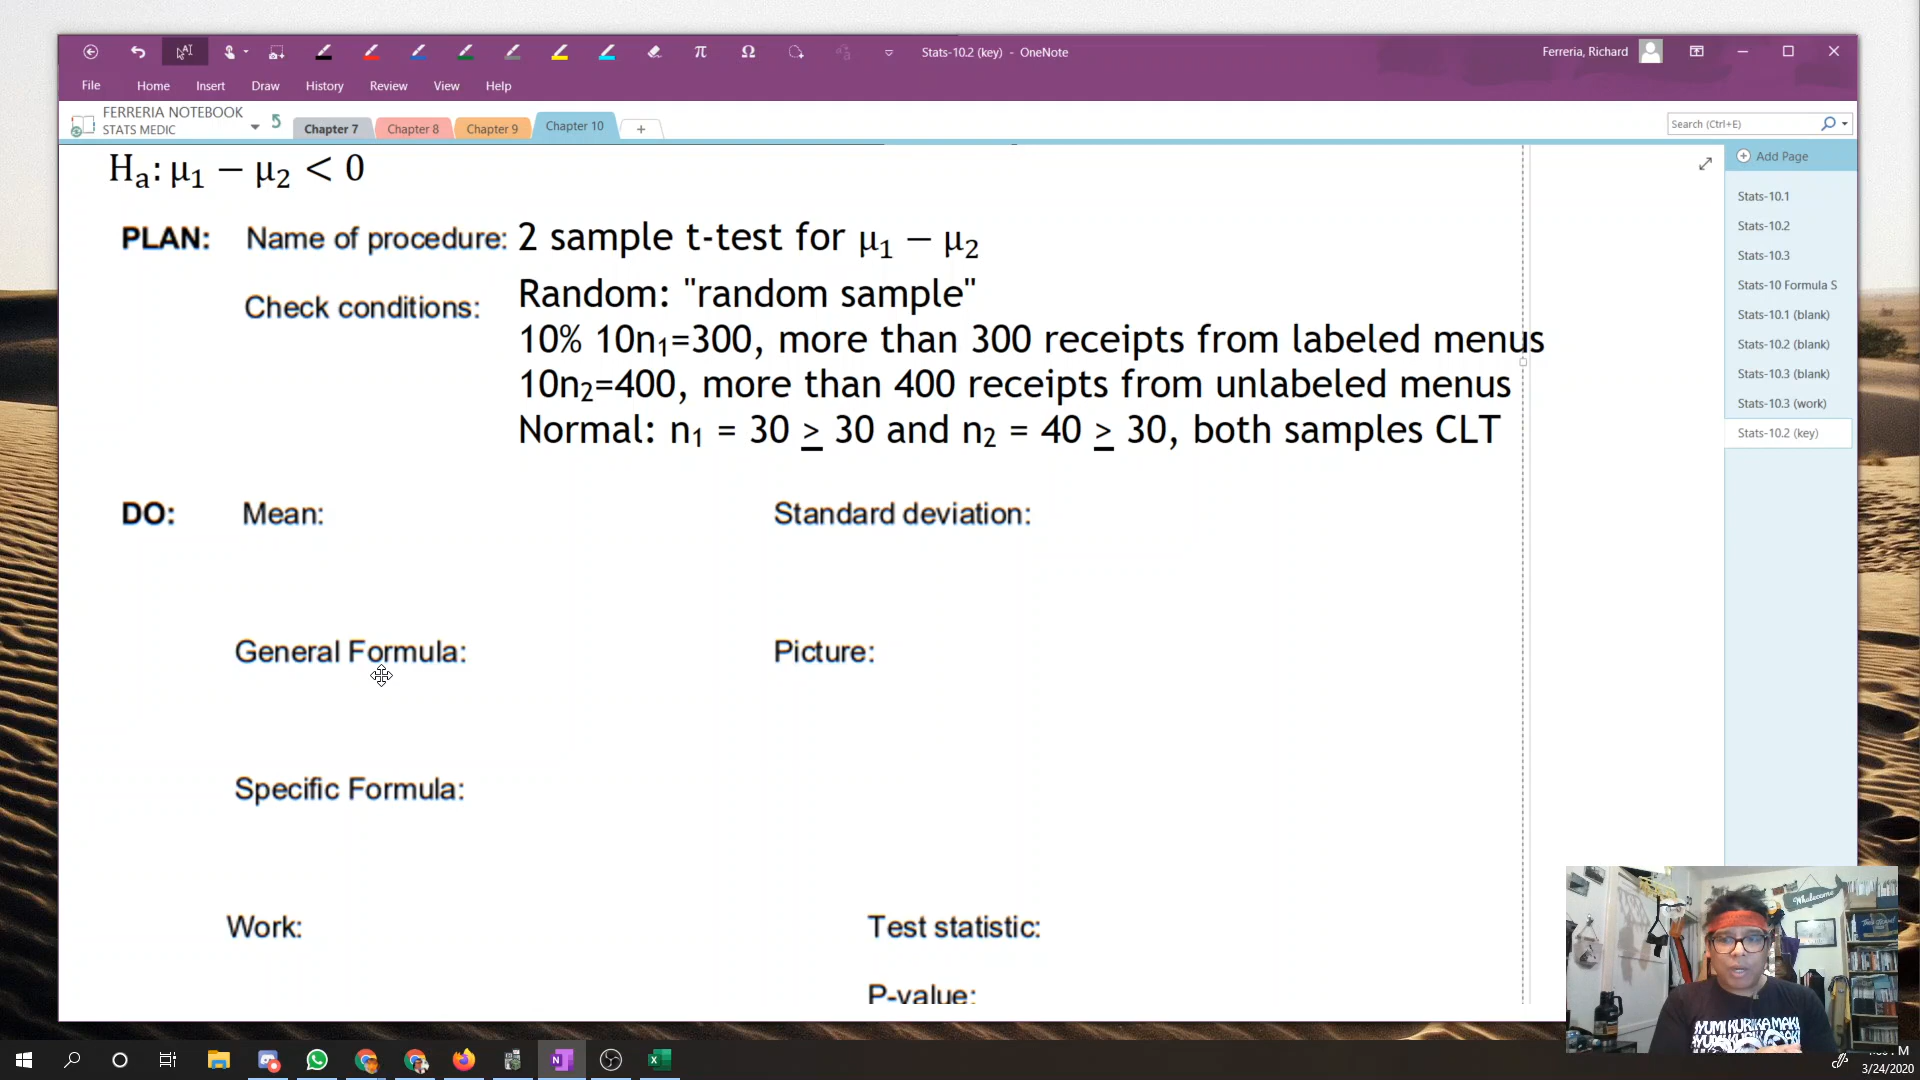 Stats-10.2 (key) - OneNote
Ferreria, Richard
File Home Insert Draw History Review View Help
FERRERIA NOTEBOOK
STATS MEDIC
Chapter 7 Chapter 8 Chapter 9 Chapter 10 +
Search (Ctrl+E)
Hₐ: μ₁ − μ₂ < 0
PLAN: Name of procedure: 2 sample t-test for μ₁ − μ₂
Check conditions: Random: "random sample"
10% 10n₁=300, more than 300 receipts from labeled menus
10n₂=400, more than 400 receipts from unlabeled menus
Normal: n₁ = 30 ≥ 30 and n₂ = 40 ≥ 30, both samples CLT
DO: Mean: Standard deviation:
General Formula: Picture:
Specific Formula:
Work: Test statistic:
P-value:
Add Page
Stats-10.1
Stats-10.2
Stats-10.3
Stats-10 Formula S
Stats-10.1 (blank)
Stats-10.2 (blank)
Stats-10.3 (blank)
Stats-10.3 (work)
Stats-10.2 (key)
3/24/2020